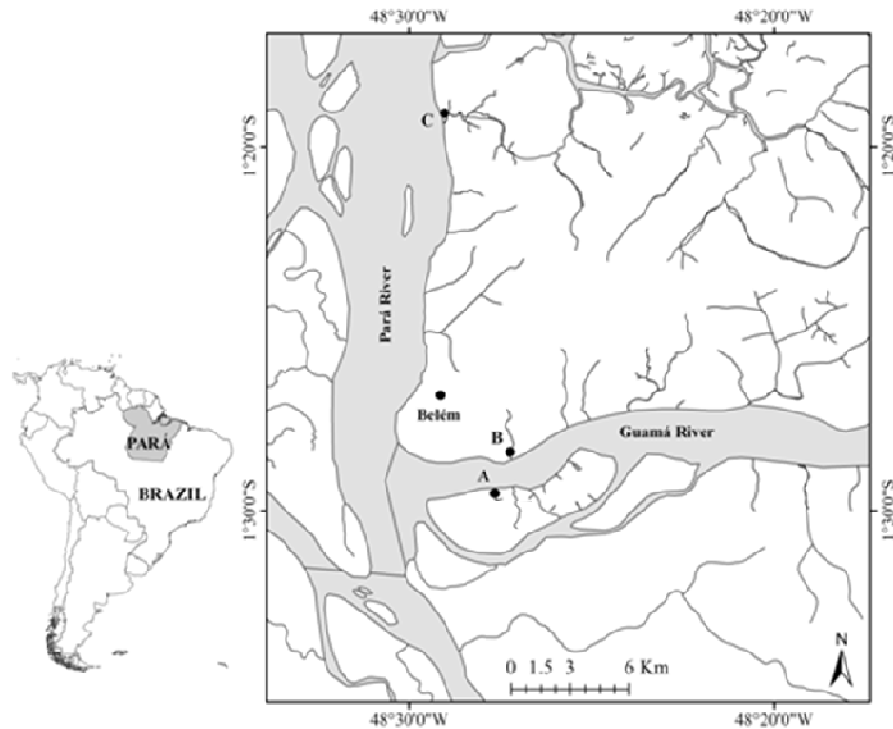 48°30'0"W
48°20'0"W
C
1°20'0"S
1°20'0"S
Pará River
Belém
B
Guamá River
A
PARÁ
BRAZIL
1°30'0"S
1°30'0"S
N
0 1.5 3 6 Km
48°30'0"W
48°20'0"W